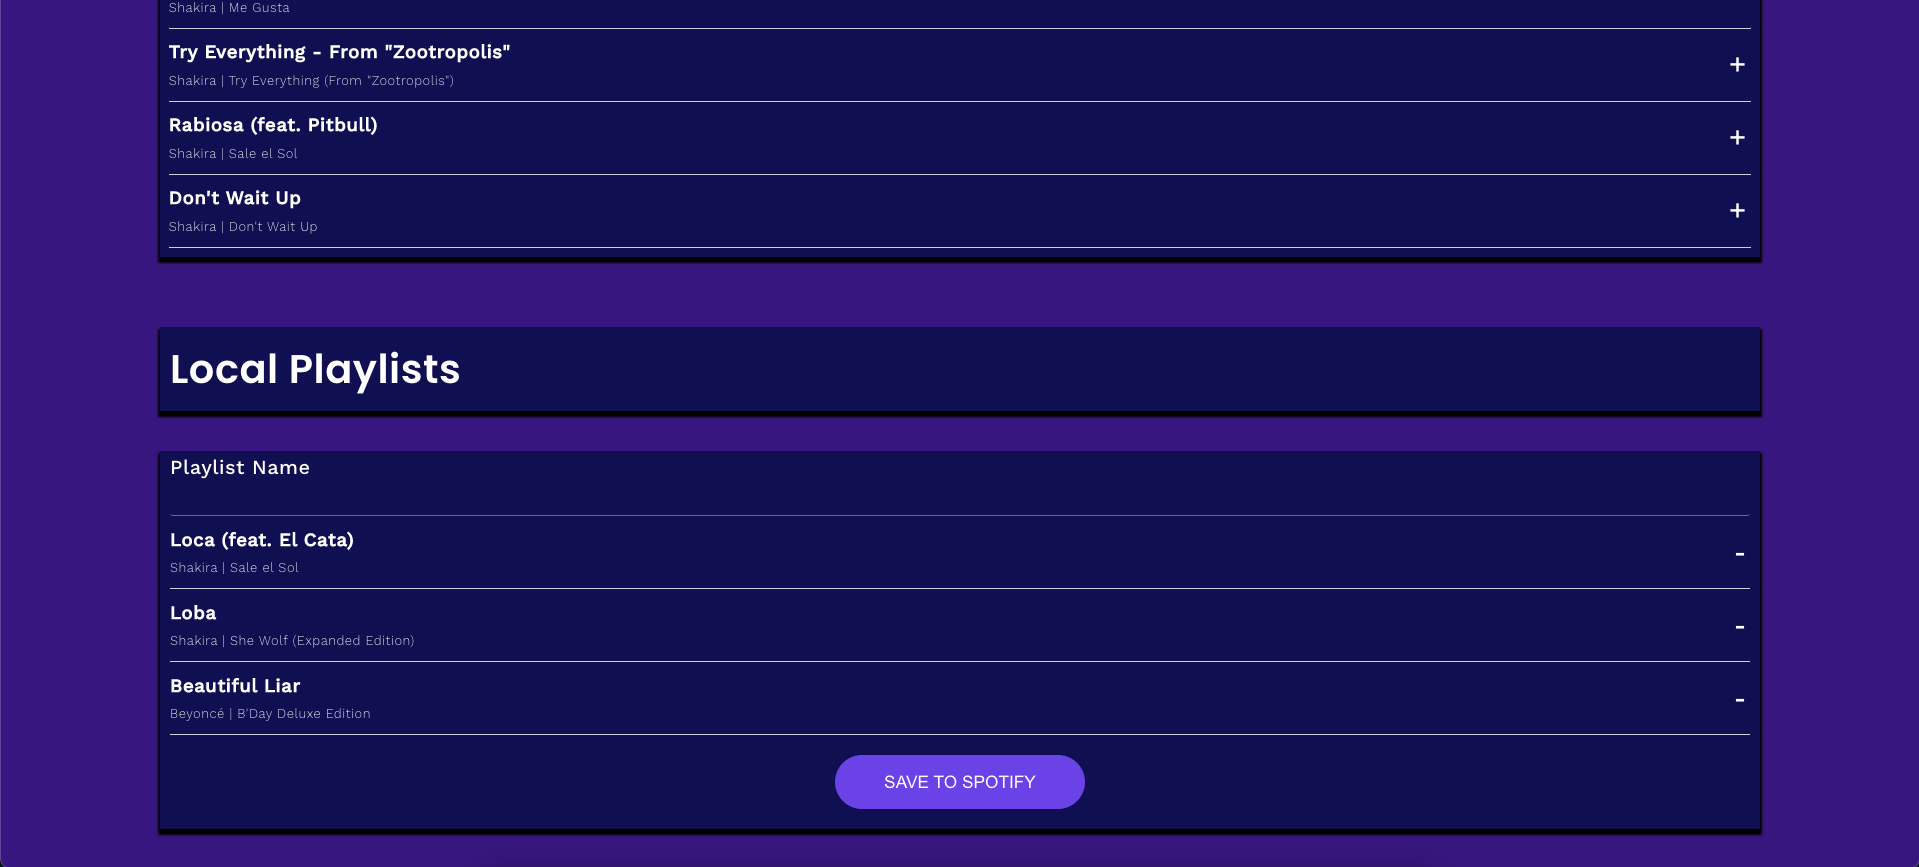 Shakira | Me Gusta
Try Everything - From "Zootropolis"
Shakira | Try Everything (From "Zootropolis")
+
Rabiosa (feat. Pitbull)
Shakira | Sale el Sol
+
Don't Wait Up
Shakira | Don't Wait Up
+
Local Playlists
Playlist Name
Loca (feat. El Cata)
Shakira | Sale el Sol
-
Loba
Shakira | She Wolf (Expanded Edition)
-
Beautiful Liar
Beyoncé | B'Day Deluxe Edition
-
SAVE TO SPOTIFY